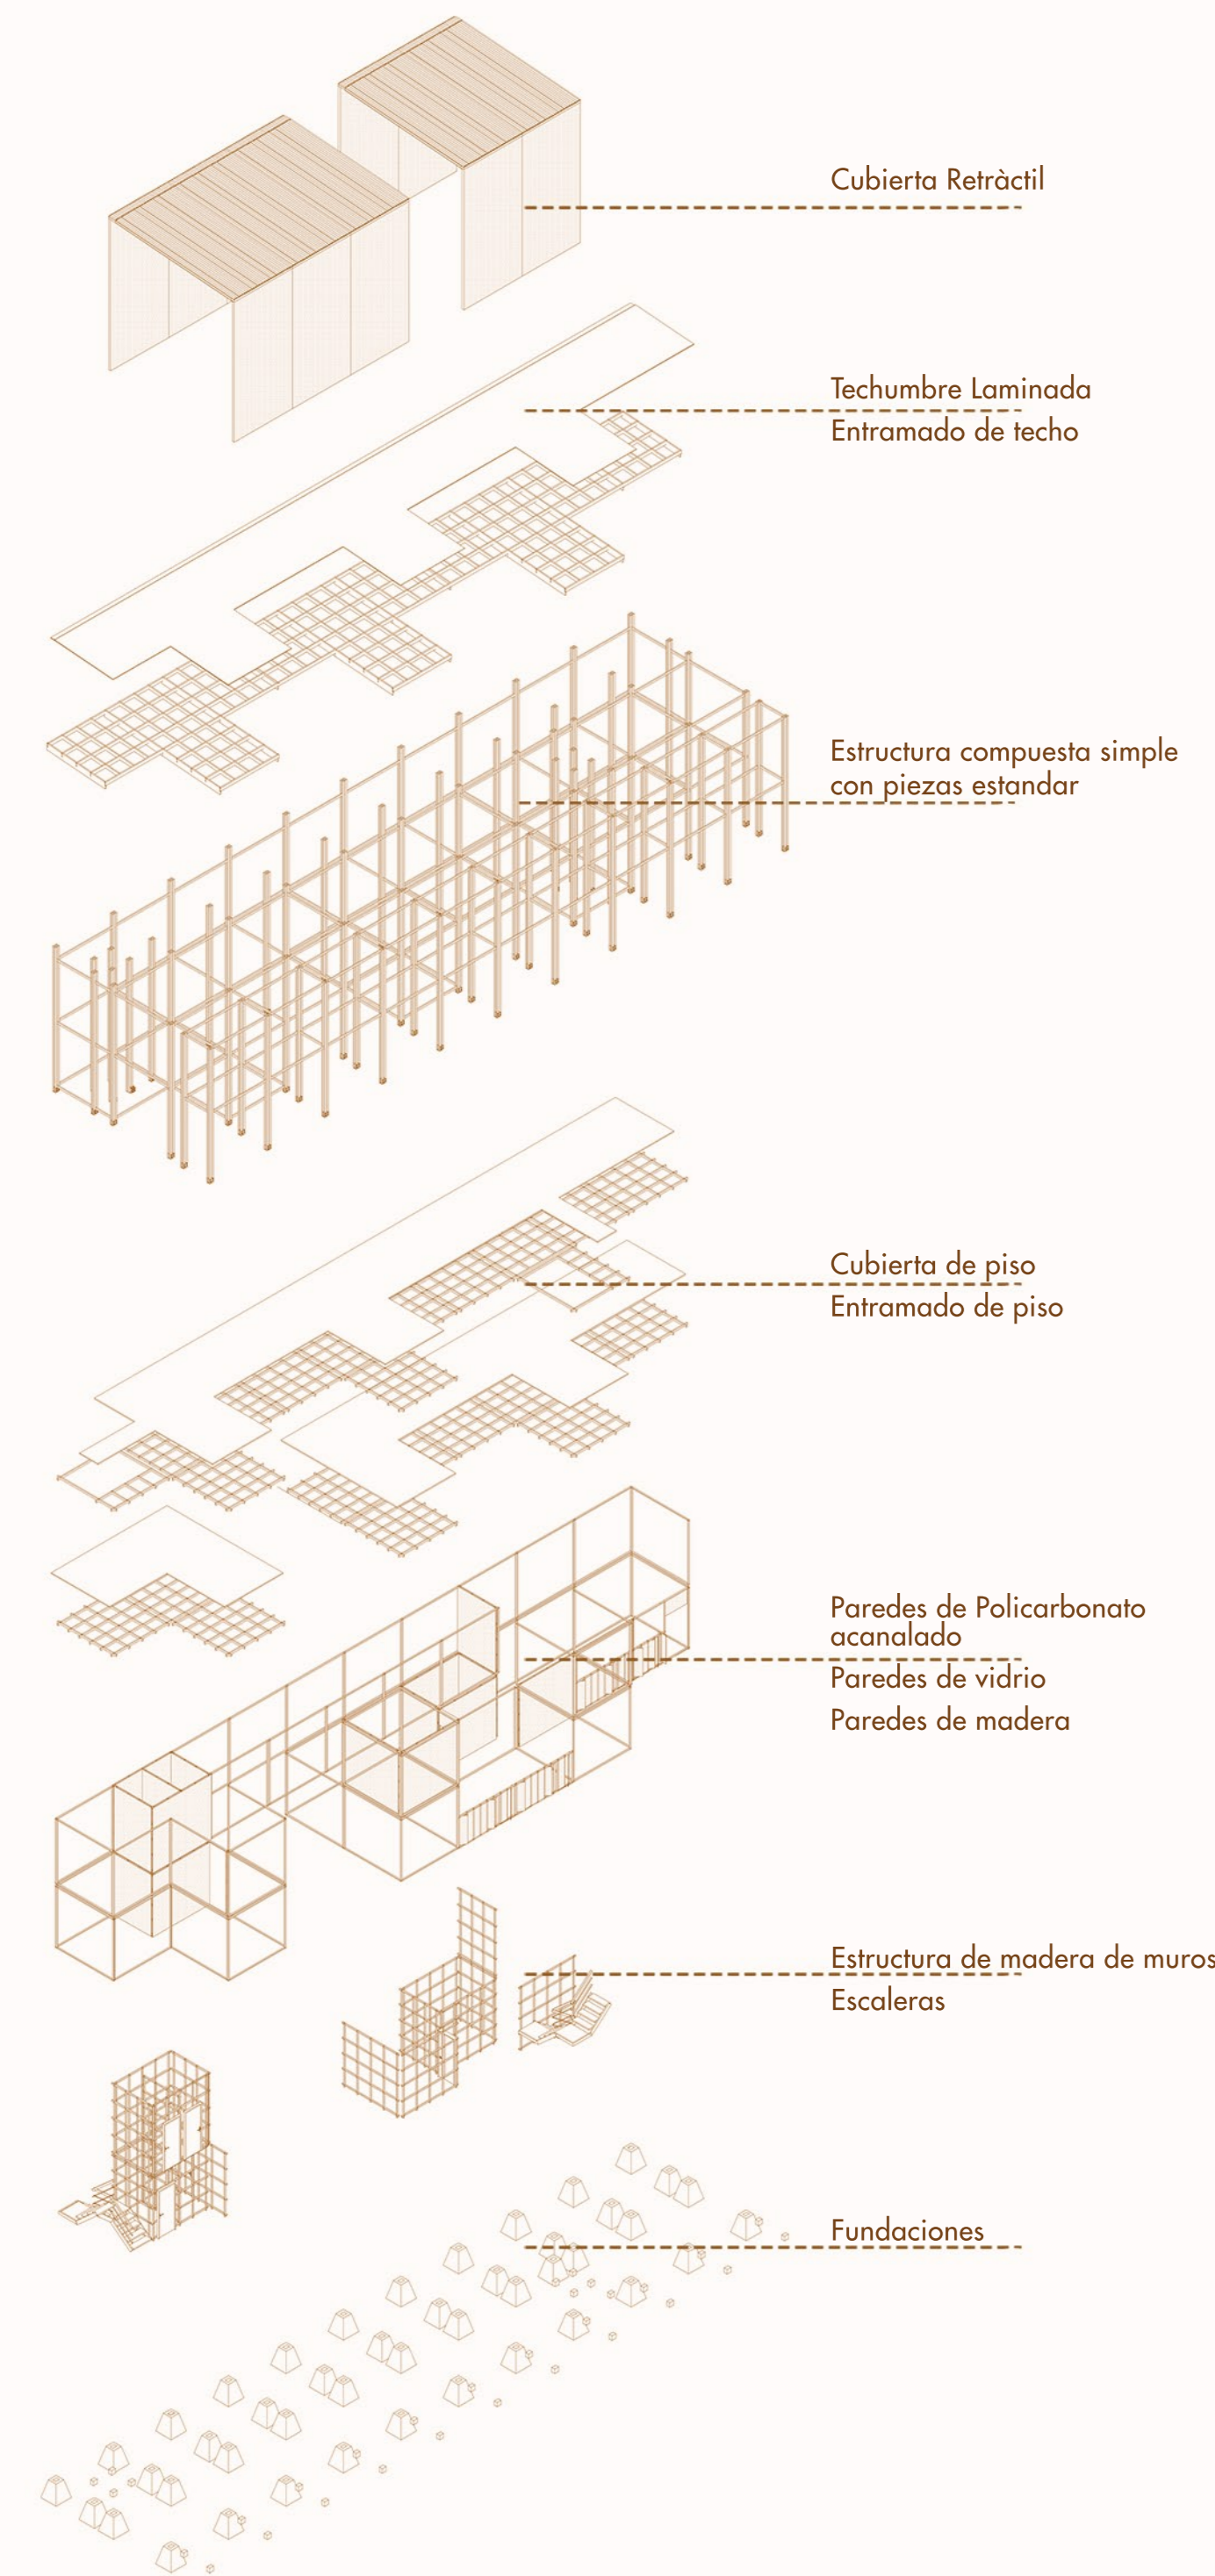 Cubierta Retràctil
Techumbre Laminada
Entramado de techo
Estructura compuesta simple
con piezas estandar
Cubierta de piso
Entramado de piso
Paredes de Policarbonato
acanalado
Paredes de vidrio
Paredes de madera
Estructura de madera de muros
Escaleras
Fundaciones